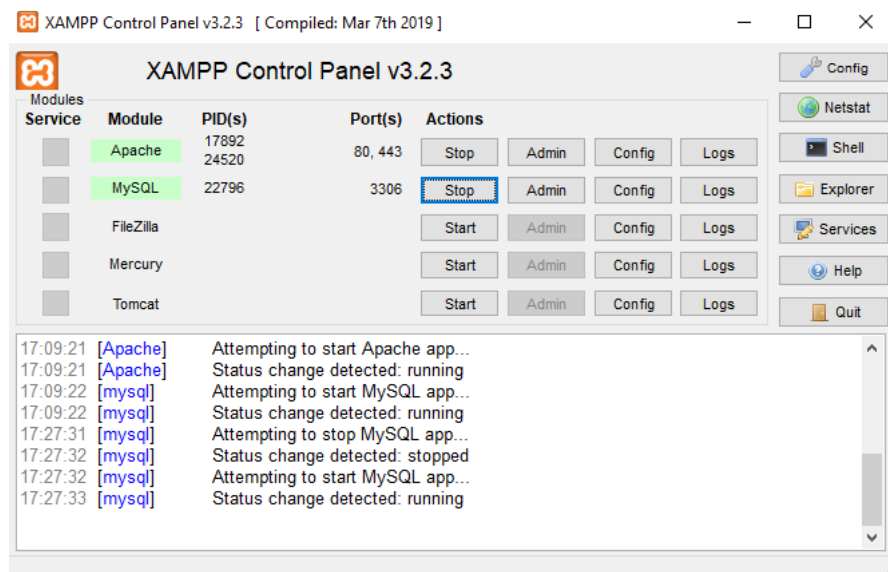 XAMPP Control Panel v3.2.3 [ Compiled: Mar 7th 2019 ]
XAMPP Control Panel v3.2.3
Config
Modules
Service Module PID(s) Port(s) Actions
Netstat
Apache 17892 24520 80, 443 Stop Admin Config Logs
Shell
MySQL 22796 3306 Stop Admin Config Logs
Explorer
FileZilla Start Admin Config Logs
Services
Mercury Start Admin Config Logs
Help
Tomcat Start Admin Config Logs
Quit
17:09:21 [Apache] Attempting to start Apache app...
17:09:21 [Apache] Status change detected: running
17:09:22 [mysql] Attempting to start MySQL app...
17:09:22 [mysql] Status change detected: running
17:27:31 [mysql] Attempting to stop MySQL app...
17:27:32 [mysql] Status change detected: stopped
17:27:32 [mysql] Attempting to start MySQL app...
17:27:33 [mysql] Status change detected: running